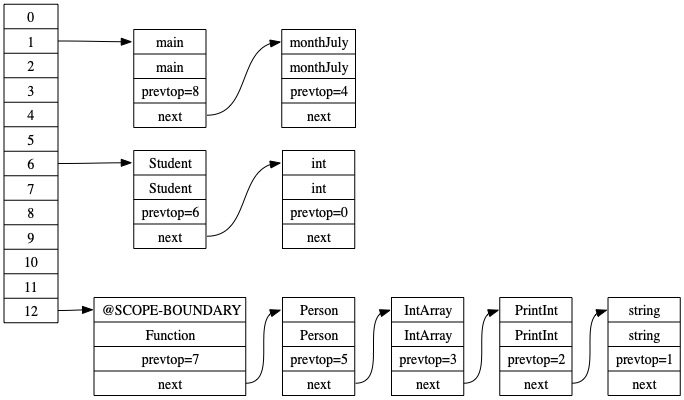 0
1
2
3
4
5
6
7
8
9
10
11
12
main
main
prevtop=8
next
monthJuly
monthJuly
prevtop=4
next
Student
Student
prevtop=6
next
int
int
prevtop=0
next
@SCOPE-BOUNDARY
Function
prevtop=7
next
Person
Person
prevtop=5
next
IntArray
IntArray
prevtop=3
next
PrintInt
PrintInt
prevtop=2
next
string
string
prevtop=1
next